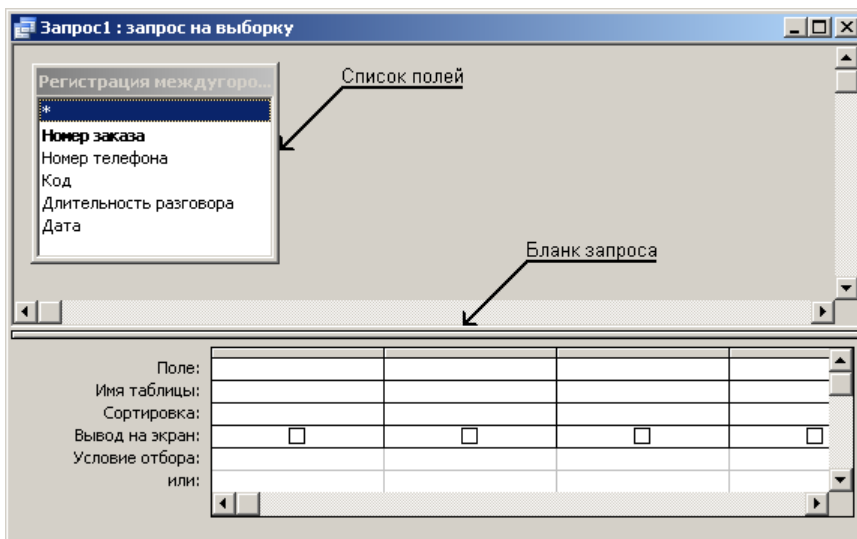 Запрос1 : запрос на выборку
Регистрация междугоро...
Список полей
*
Номер заказа
Номер телефона
Код
Длительность разговора
Дата
Бланк запроса
Поле:
Имя таблицы:
Сортировка:
Вывод на экран:
Условие отбора:
или: